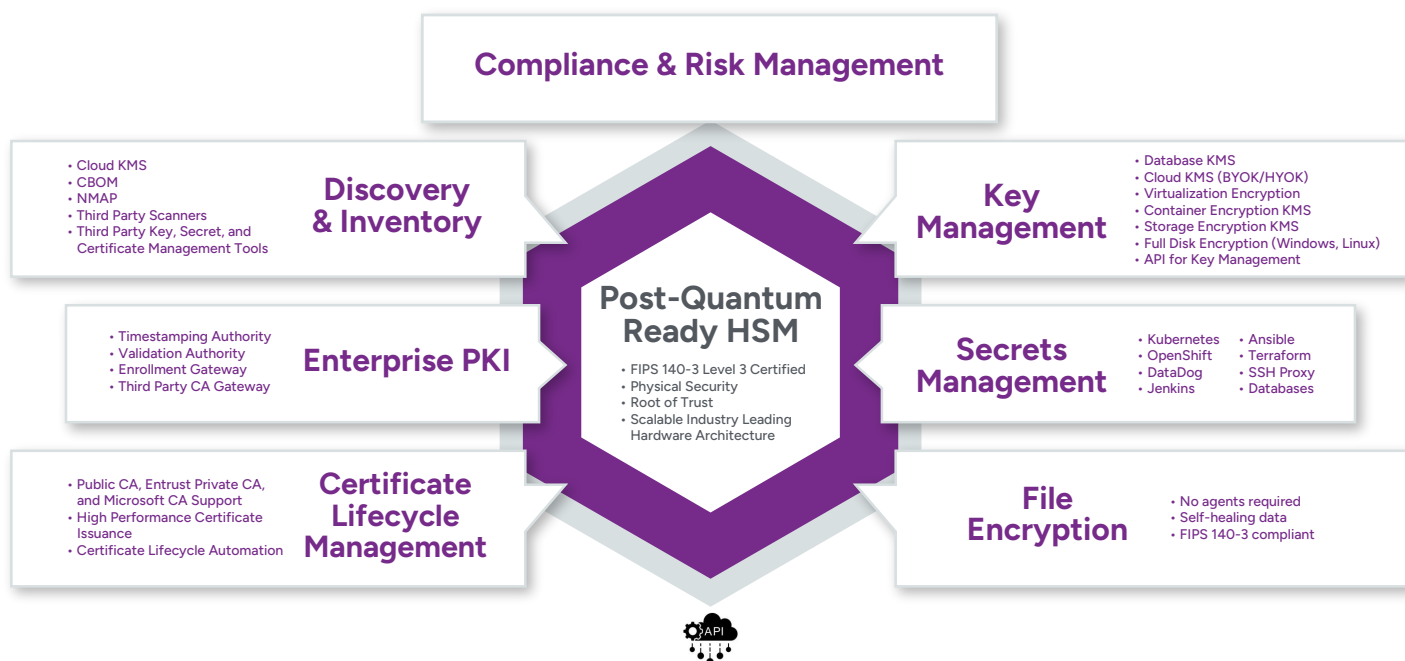 Compliance & Risk Management
• Cloud KMS
• CBOM
• NMAP
• Third Party Scanners
• Third Party Key, Secret, and
Certificate Management Tools
Discovery
& Inventory
Key
Management
• Database KMS
• Cloud KMS (BYOK/HYOK)
• Virtualization Encryption
• Container Encryption KMS
• Storage Encryption KMS
• Full Disk Encryption (Windows, Linux)
• API for Key Management
• Timestamping Authority
• Validation Authority
• Enrollment Gateway
• Third Party CA Gateway
Enterprise PKI
Post-Quantum
Ready HSM
• FIPS 140-3 Level 3 Certified
• Physical Security
• Root of Trust
• Scalable Industry Leading
Hardware Architecture
Secrets
Management
• Kubernetes
• OpenShift
• DataDog
• Jenkins
• Ansible
• Terraform
• SSH Proxy
• Databases
• Public CA, Entrust Private CA,
and Microsoft CA Support
• High Performance Certificate
Issuance
• Certificate Lifecycle Automation
Certificate
Lifecycle
Management
File
Encryption
• No agents required
• Self-healing data
• FIPS 140-3 compliant
API